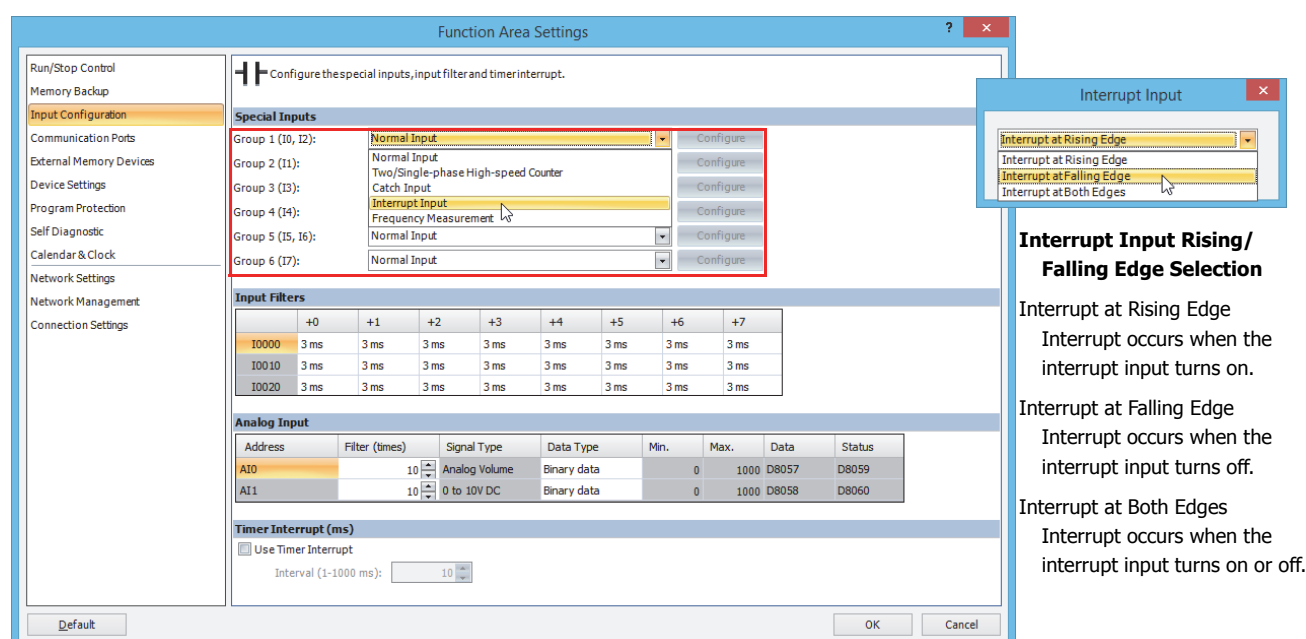 Function Area Settings
?
Run/Stop Control
Memory Backup
Input Configuration
Communication Ports
External Memory Devices
Device Settings
Program Protection
Self Diagnostic
Calendar & Clock
Network Settings
Network Management
Connection Settings
Configure the special inputs, input filter and timer interrupt.
Special Inputs
Group 1 (I0, I2): Normal Input Configure
Group 2 (I1): Configure
Group 3 (I3): Configure
Group 4 (I4): Configure
Normal Input
Two/Single-phase High-speed Counter
Catch Input
Interrupt Input
Frequency Measurement
Group 5 (I5, I6): Normal Input Configure
Group 6 (I7): Normal Input Configure
Input Filters
+0 +1 +2 +3 +4 +5 +6 +7
I0000 3 ms 3 ms 3 ms 3 ms 3 ms 3 ms 3 ms 3 ms
I0010 3 ms 3 ms 3 ms 3 ms 3 ms 3 ms 3 ms 3 ms
I0020 3 ms 3 ms 3 ms 3 ms 3 ms 3 ms 3 ms 3 ms
Analog Input
Address Filter (times) Signal Type Data Type Min. Max. Data Status
AI0 10 Analog Volume Binary data 0 1000 D8057 D8059
AI1 10 0 to 10V DC Binary data 0 1000 D8058 D8060
Timer Interrupt (ms)
Use Timer Interrupt
Interval (1-1000 ms): 10
Default OK Cancel
Interrupt Input
Interrupt at Rising Edge
Interrupt at Rising Edge
Interrupt at Falling Edge
Interrupt at Both Edges
Interrupt Input Rising/
Falling Edge Selection
Interrupt at Rising Edge
Interrupt occurs when the
interrupt input turns on.
Interrupt at Falling Edge
Interrupt occurs when the
interrupt input turns off.
Interrupt at Both Edges
Interrupt occurs when the
interrupt input turns on or off.